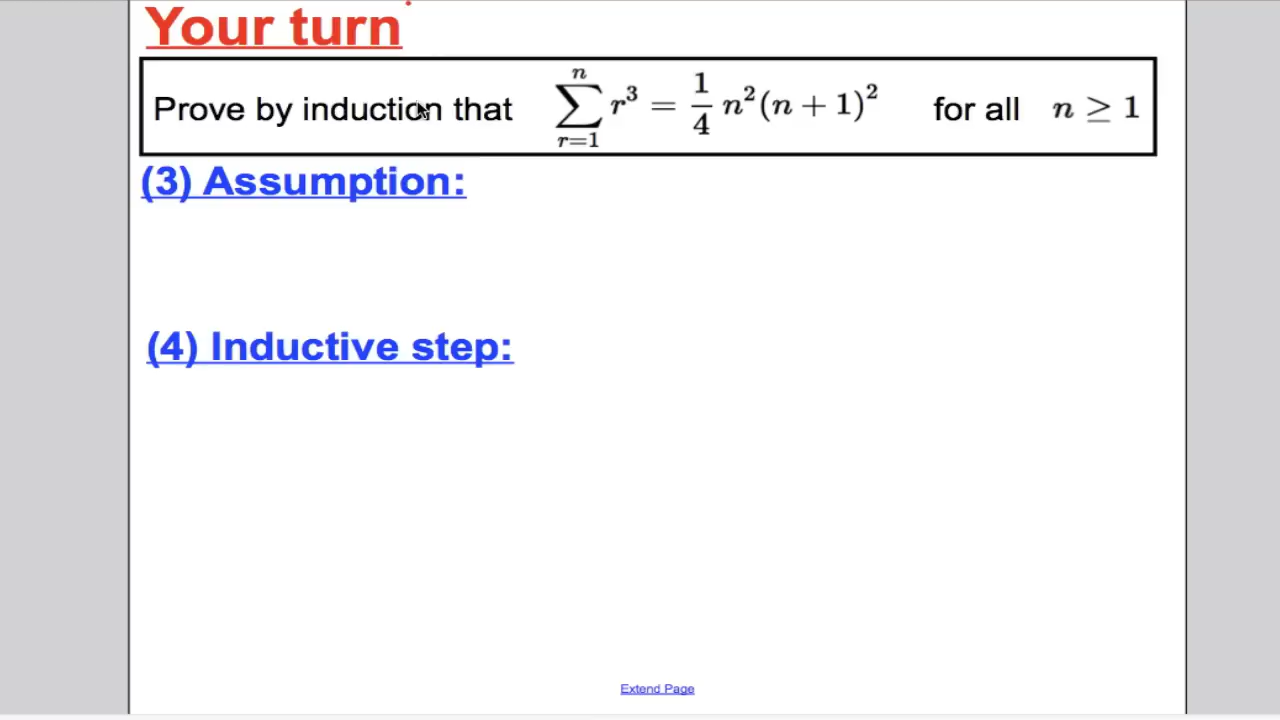 Your turn
Prove by induction that $\sum_{r=1}^{n} r^3 = \frac{1}{4} n^2(n+1)^2$ for all $n \geq 1$
(3) Assumption:
(4) Inductive step:
Extend Page